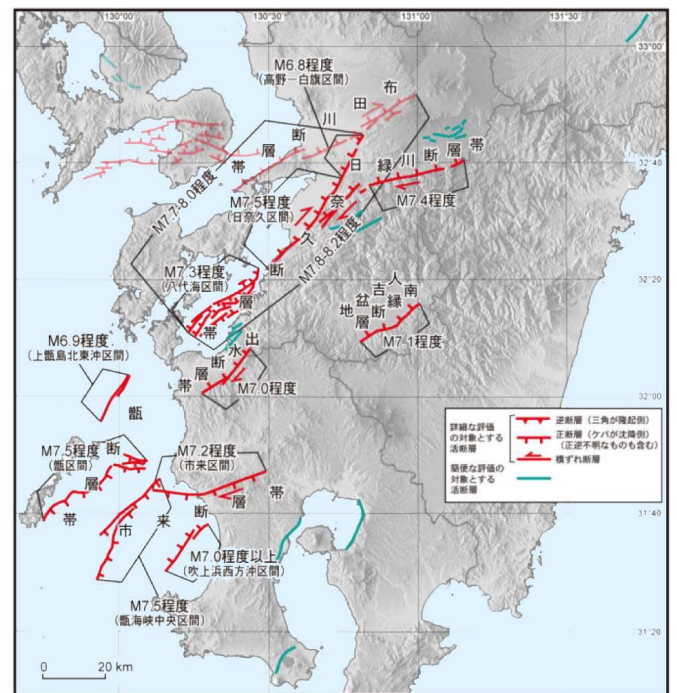 130°00'
130°30'
131°00'
131°30'
33°00'
M6.8程度
(高野－白旗区間)
布田川断層帯
32°40'
日奈久断層帯
緑川断層帯
M7.7-8.0程度
M7.5程度
(日奈久区間)
M7.8-8.2程度
M7.4程度
M7.3程度
(八代海区間)
32°20'
人吉盆地南縁断層
M7.1程度
M6.9程度
(上甑島北東沖区間)
出水断層帯
M7.0程度
32°00'
甑断層帯
M7.5程度
(甑区間)
M7.2程度
(市来区間)
市来断層帯
31°40'
M7.0程度以上
(吹上浜西方沖区間)
M7.5程度
(甑海峡中央区間)
31°20'
0 20 km
詳細な評価
の対象とする
活断層
逆断層(三角が隆起側)
正断層(ケバが沈降側)
(正逆不明なものも含む)
横ずれ断層
簡便な評価の
対象とする
活断層